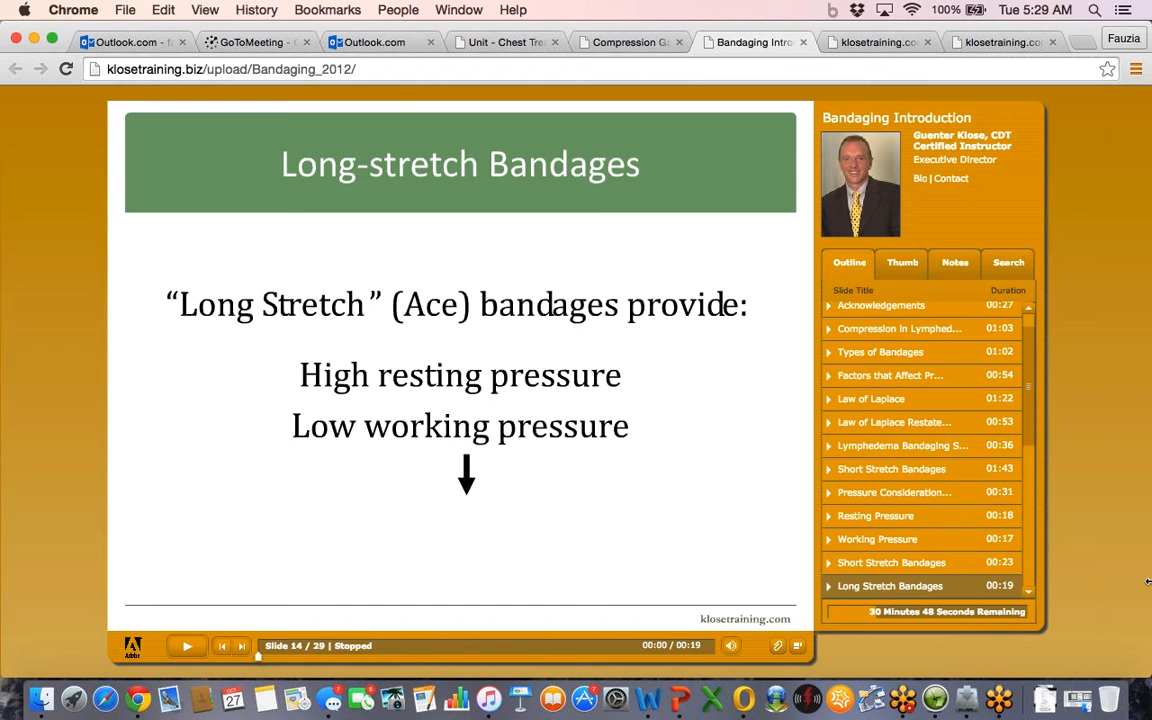 Chrome File Edit View History Bookmarks People Window Help 100% Tue 5:29 AM
Outlook.com - fa GoToMeeting - C Outlook.com Unit - Chest Trea Compression Ga Bandaging Intro klosetraining.co klosetraining.co Fauzia
klosetraining.biz/upload/Bandaging_2012/
Long-stretch Bandages
“Long Stretch” (Ace) bandages provide:
High resting pressure
Low working pressure
klosetraining.com
Adobe
Slide 14 / 29 | Stopped 00:00 / 00:19
Bandaging Introduction
Guenter Klose, CDT
Certified Instructor
Executive Director
Bio | Contact
Outline Thumb Notes Search
Slide Title Duration
Acknowledgements 00:27
Compression in Lymphed... 01:03
Types of Bandages 01:02
Factors that Affect Pr... 00:54
Law of Laplace 01:22
Law of Laplace Restate... 00:53
Lymphedema Bandaging S... 00:36
Short Stretch Bandages 01:43
Pressure Consideration... 00:31
Resting Pressure 00:18
Working Pressure 00:17
Short Stretch Bandages 00:23
Long Stretch Bandages 00:19
30 Minutes 48 Seconds Remaining
OCT
27